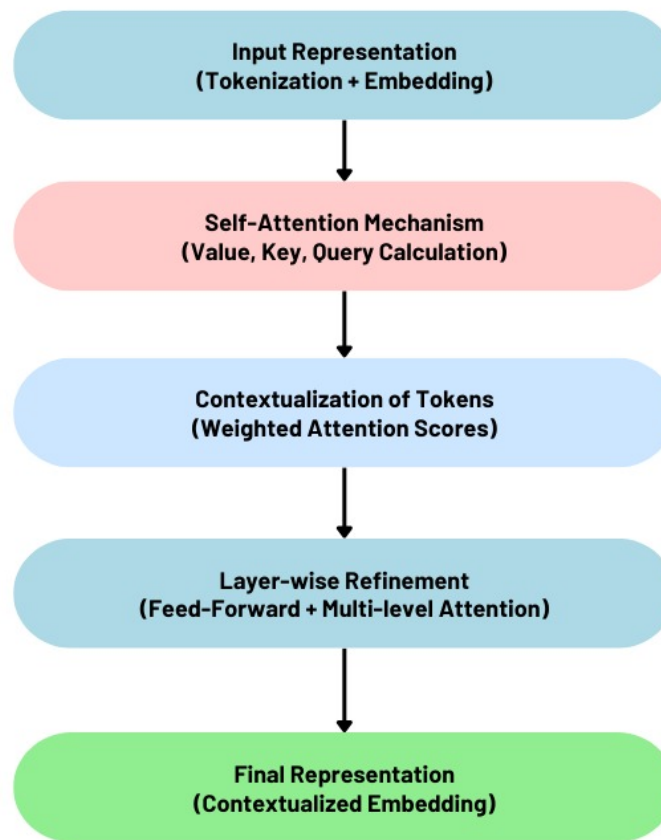 Input Representation
(Tokenization + Embedding)
Self-Attention Mechanism
(Value, Key, Query Calculation)
Contextualization of Tokens
(Weighted Attention Scores)
Layer-wise Refinement
(Feed-Forward + Multi-level Attention)
Final Representation
(Contextualized Embedding)